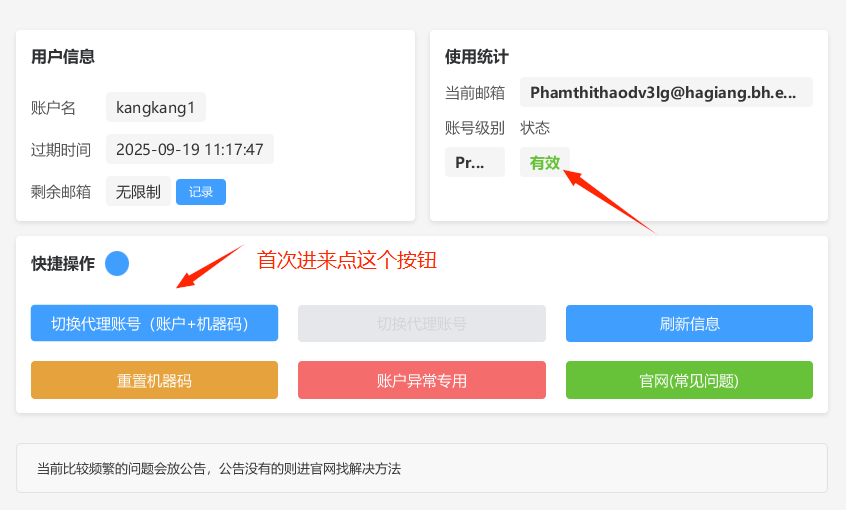 用户信息
账户名 kangkang1
过期时间 2025-09-19 11:17:47
剩余邮箱 无限制 记录
使用统计
当前邮箱 Phamthithaodv3lg@hagiang.bh.e...
账号级别 状态
Pr... 有效
快捷操作
首次进来点这个按钮
切换代理账号（账户+机器码） 切换代理账号 刷新信息
重置机器码 账户异常专用 官网(常见问题)
当前比较频繁的问题会放公告，公告没有的则进官网找解决方法